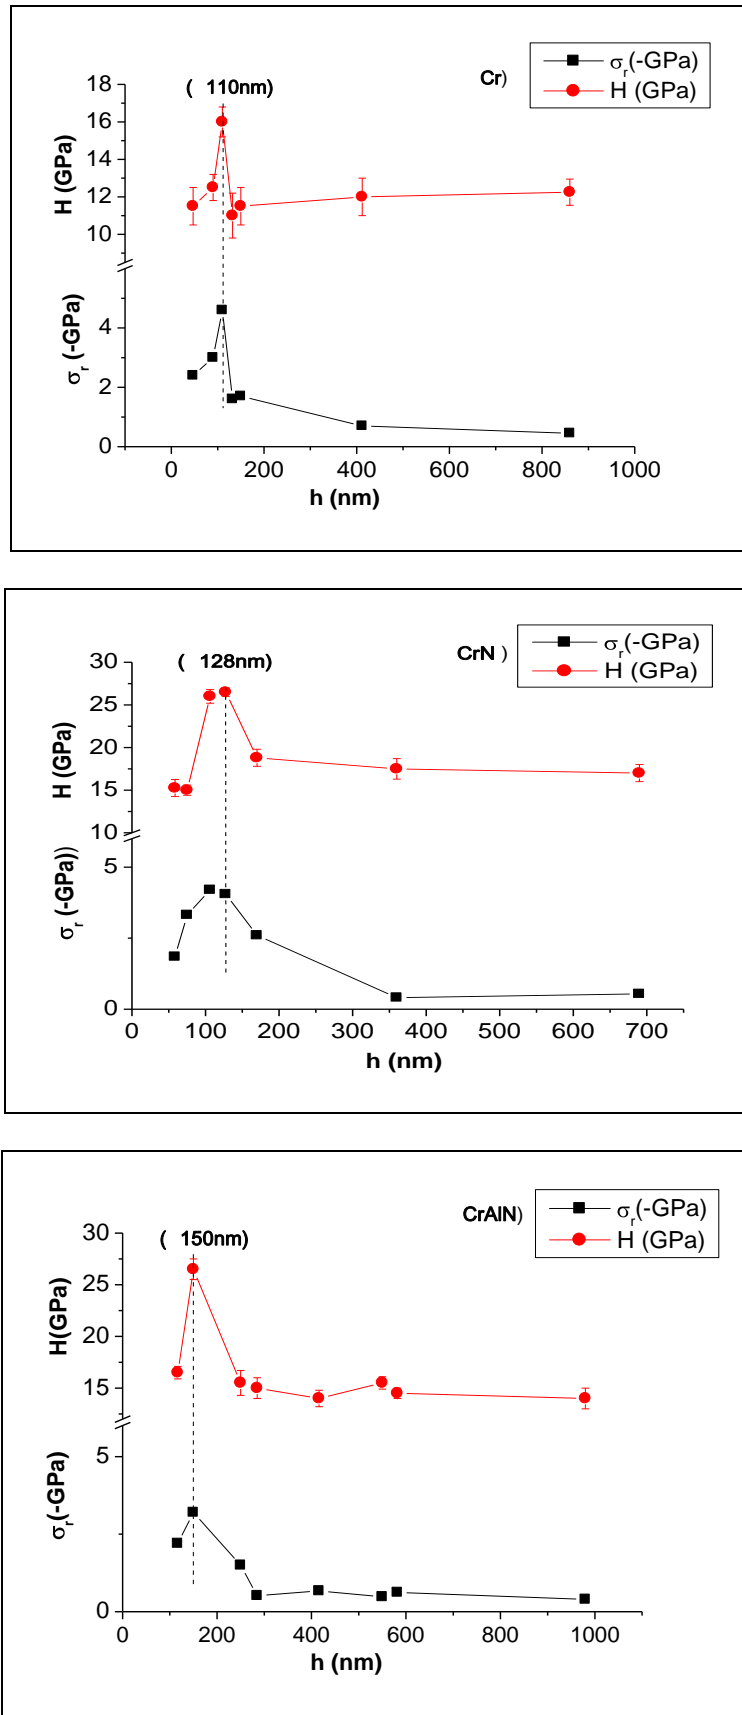 ( 110nm)
Cr)
σr(-GPa)
H (GPa)
18
16
14
12
10
H (GPa)
4
2
0
σr (-GPa)
0 200 400 600 800 1000
h (nm)
( 128nm)
CrN )
σr(-GPa)
H (GPa)
30
25
20
15
10
H (GPa)
5
0
σr (-GPa))
0 100 200 300 400 500 600 700
h (nm)
( 150nm)
CrAlN)
σr(-GPa)
H (GPa)
30
25
20
15
H(GPa)
5
0
σr(-GPa)
0 200 400 600 800 1000
h (nm)